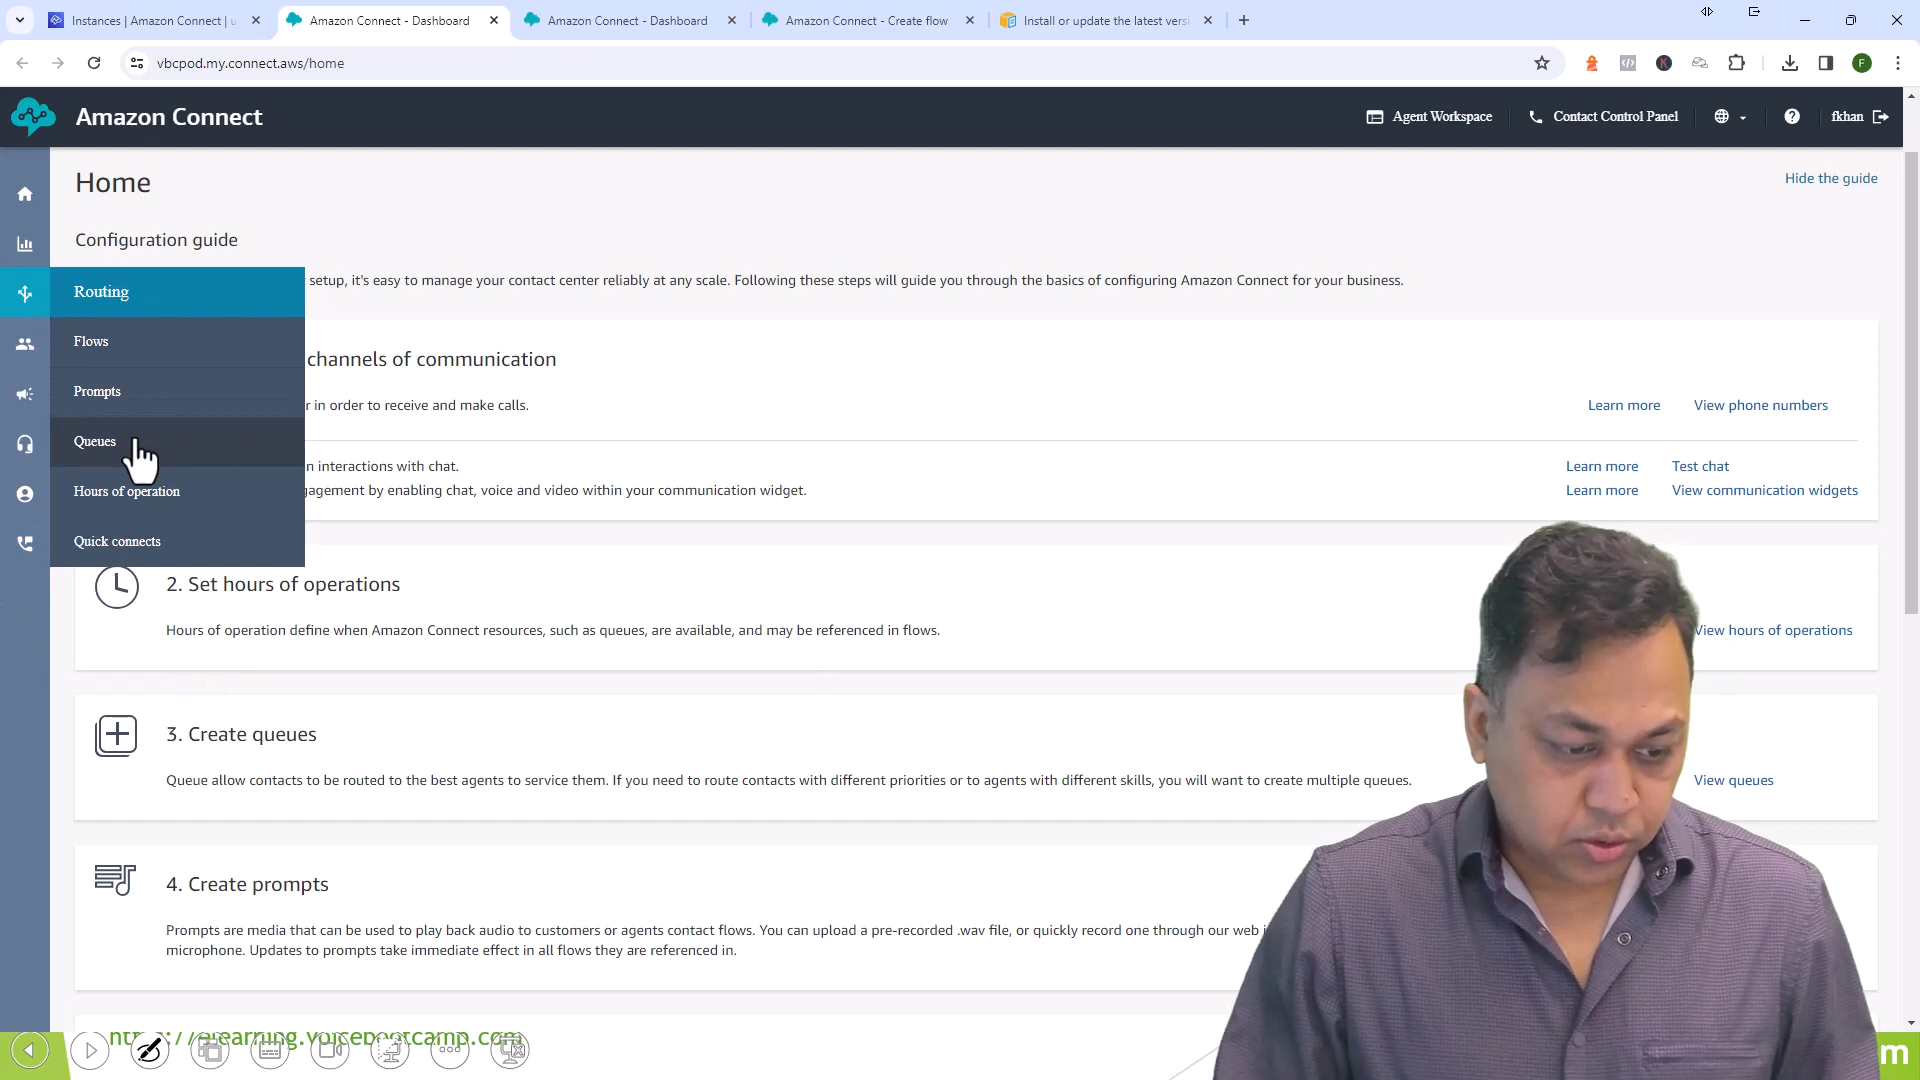 Instances | Amazon Connect | u
Amazon Connect - Dashboard
Amazon Connect - Dashboard
Amazon Connect - Create flow
Install or update the latest versi
vbcpod.my.connect.aws/home
F
Amazon Connect
Agent Workspace
Contact Control Panel
fkhan
Home
Hide the guide
Configuration guide
Routing
setup, it's easy to manage your contact center reliably at any scale. Following these steps will guide you through the basics of configuring Amazon Connect for your business.
Flows
channels of communication
Prompts
r in order to receive and make calls.
Learn more
View phone numbers
Queues
n interactions with chat.
Learn more
Test chat
Hours of operation
agement by enabling chat, voice and video within your communication widget.
Learn more
View communication widgets
Quick connects
2. Set hours of operations
Hours of operation define when Amazon Connect resources, such as queues, are available, and may be referenced in flows.
View hours of operations
3. Create queues
Queue allow contacts to be routed to the best agents to service them. If you need to route contacts with different priorities or to agents with different skills, you will want to create multiple queues.
View queues
4. Create prompts
Prompts are media that can be used to play back audio to customers or agents contact flows. You can upload a pre-recorded .wav file, or quickly record one through our web i
microphone. Updates to prompts take immediate effect in all flows they are referenced in.
https://elearning.voicebootcamp.com
m